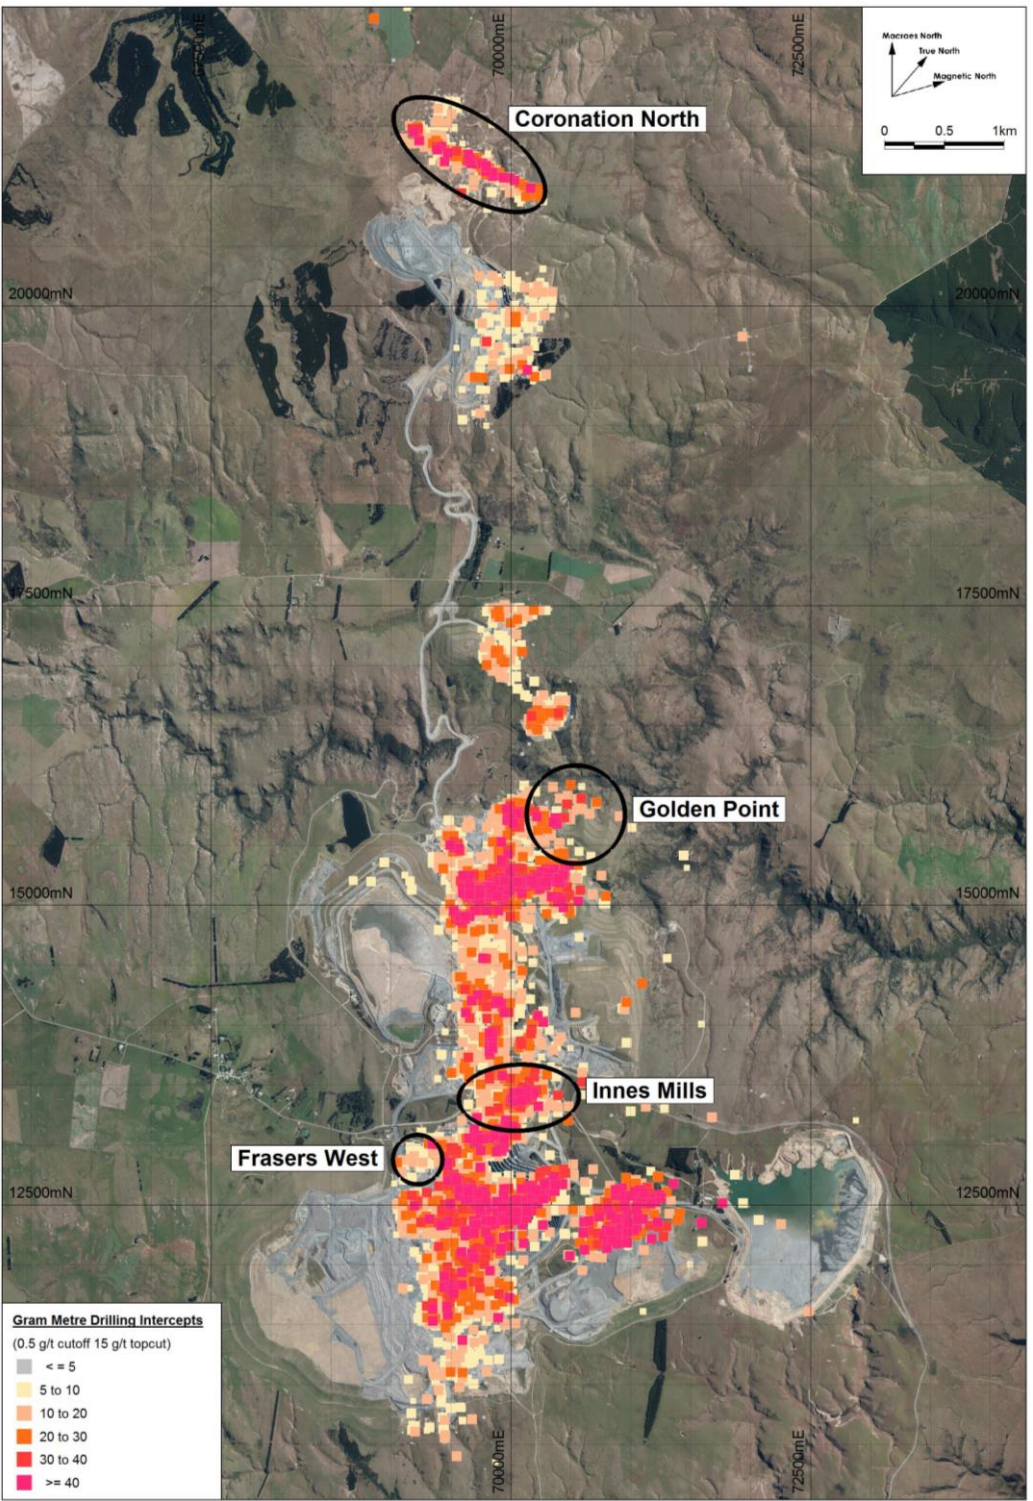 67500mE
70000mE
72500mE
Macraes North
True North
Magnetic North
0 0.5 1km
Coronation North
20000mN
20000mN
17500mN
17500mN
Golden Point
15000mN
15000mN
Innes Mills
Frasers West
12500mN
12500mN
Gram Metre Drilling Intercepts
(0.5 g/t cutoff 15 g/t topcut)
< = 5
5 to 10
10 to 20
20 to 30
30 to 40
>= 40
70000mE
72500mE